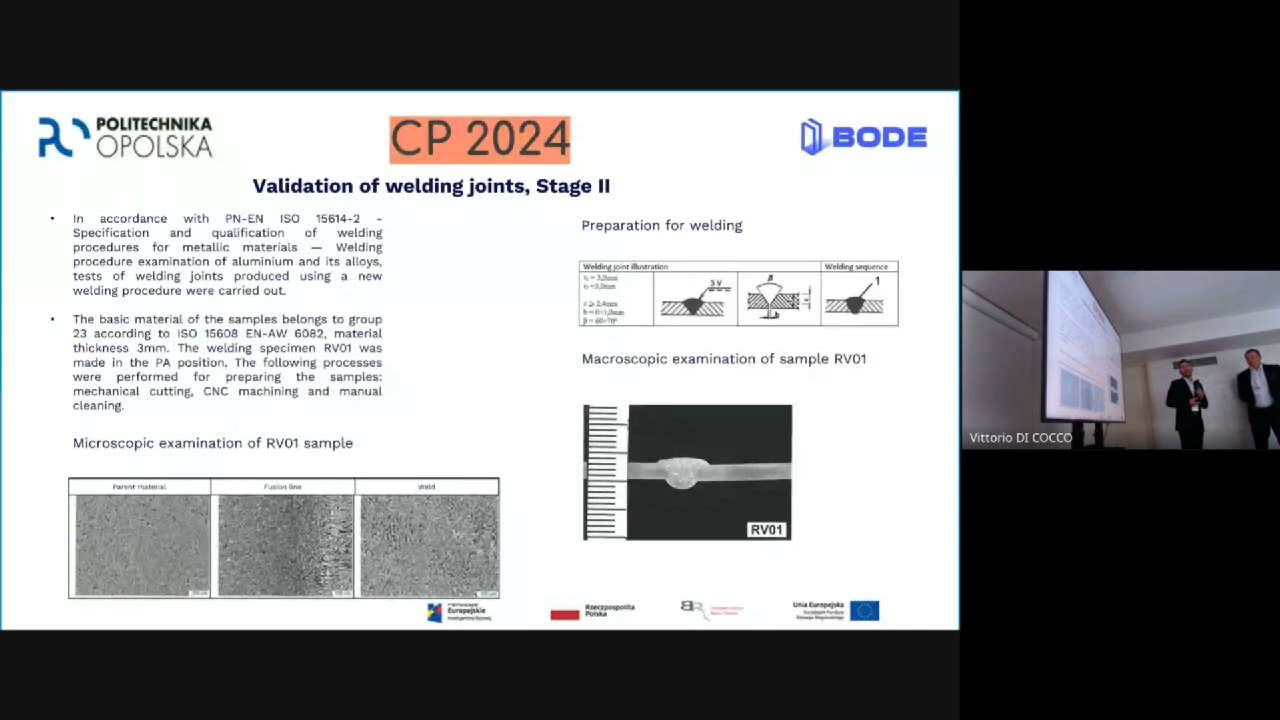 POLITECHNIKA
OPOLSKA
CP 2024
BODE
Validation of welding joints, Stage II
• In accordance with PN-EN ISO 15614-2 -
Specification and qualification of welding
procedures for metallic materials — Welding
procedure examination of aluminium and its alloys,
tests of welding joints produced using a new
welding procedure were carried out.
• The basic material of the samples belongs to group
23 according to ISO 15608 EN-AW 6082, material
thickness 3mm. The welding specimen RV01 was
made in the PA position. The following processes
were performed for preparing the samples:
mechanical cutting, CNC machining and manual
cleaning.
Microscopic examination of RV01 sample
Parent material
Fusion line
Weld
Preparation for welding
Welding joint illustration
Welding sequence
3 V
1
b
Macroscopic examination of sample RV01
RV01
Europejskie
Rzeczpospolita
Polska
Unia Europejska
Vittorio DI COCCO